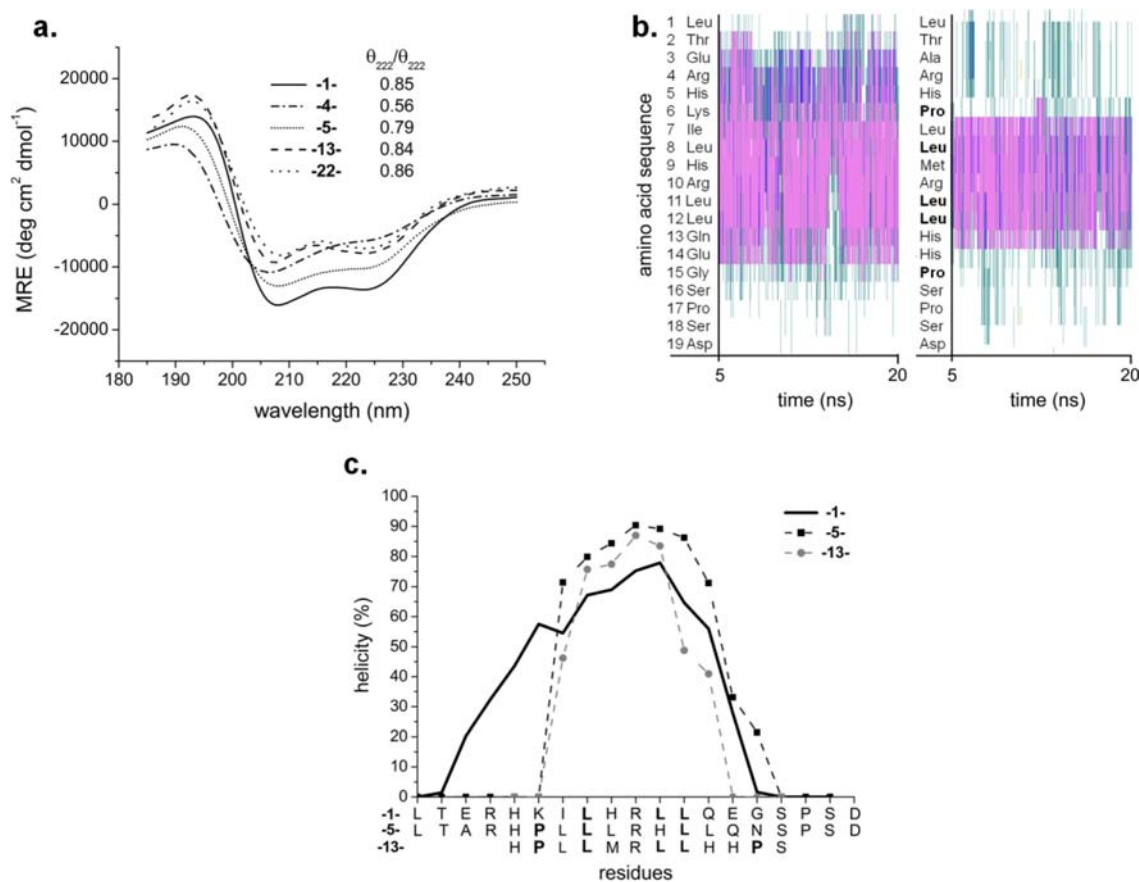 a.
θ222/θ222
-1- 0.85
-4- 0.56
-5- 0.79
-13- 0.84
-22- 0.86
20000
10000
0
-10000
-20000
MRE (deg cm² dmol⁻¹)
180 190 200 210 220 230 240 250
wavelength (nm)
b.
amino acid sequence
1 Leu
2 Thr
3 Glu
4 Arg
5 His
6 Lys
7 Ile
8 Leu
9 His
10 Arg
11 Leu
12 Leu
13 Gln
14 Glu
15 Gly
16 Ser
17 Pro
18 Ser
19 Asp
5 20
time (ns)
Leu
Thr
Ala
Arg
His
Pro
Leu
Leu
Met
Arg
Leu
Leu
His
His
Pro
Ser
Pro
Ser
Asp
5 20
time (ns)
c.
-1-
-5-
-13-
100
90
80
70
60
50
40
30
20
10
0
helicity (%)
-1- L T E R H K I L H R L L Q E G S P S D
-5- L T A R H P L L L R H L L Q N S P S D
-13- H P L L M R L L H H P S
residues